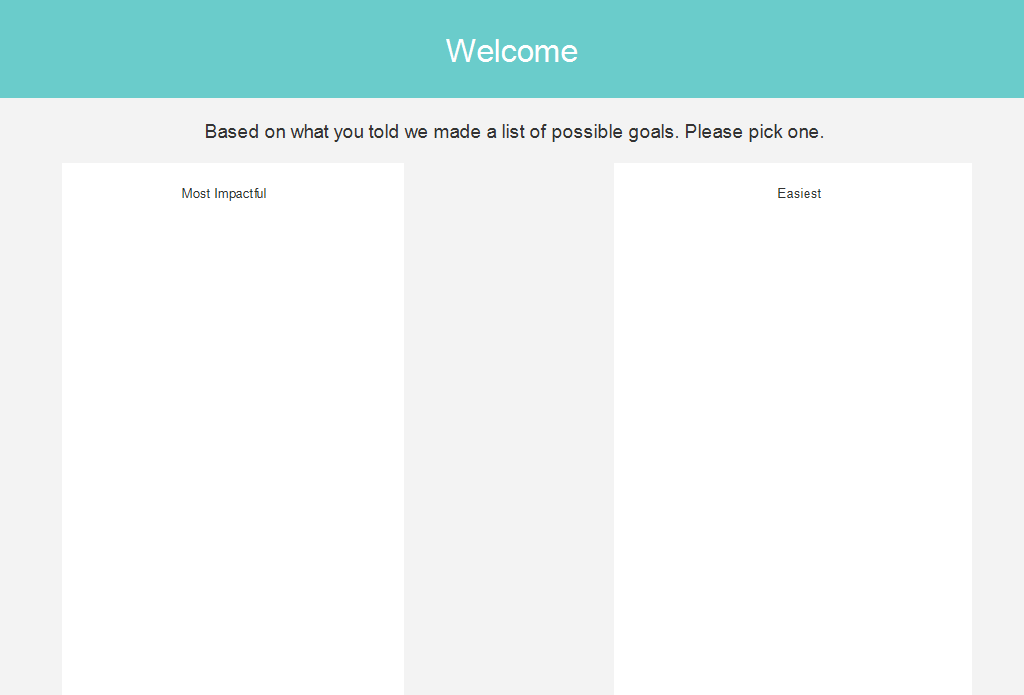 Welcome
Based on what you told we made a list of possible goals. Please pick one.
Most Impactful
Easiest